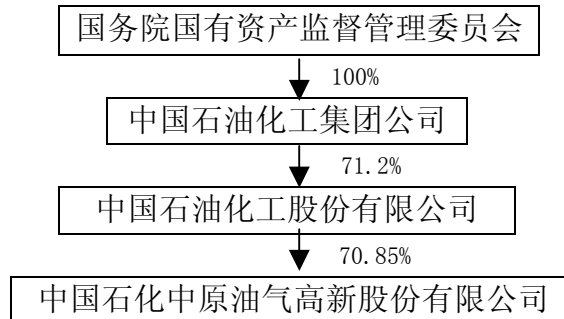 国务院国有资产监督管理委员会
100%
中国石油化工集团公司
71.2%
中国石油化工股份有限公司
70.85%
中国石化中原油气高新股份有限公司